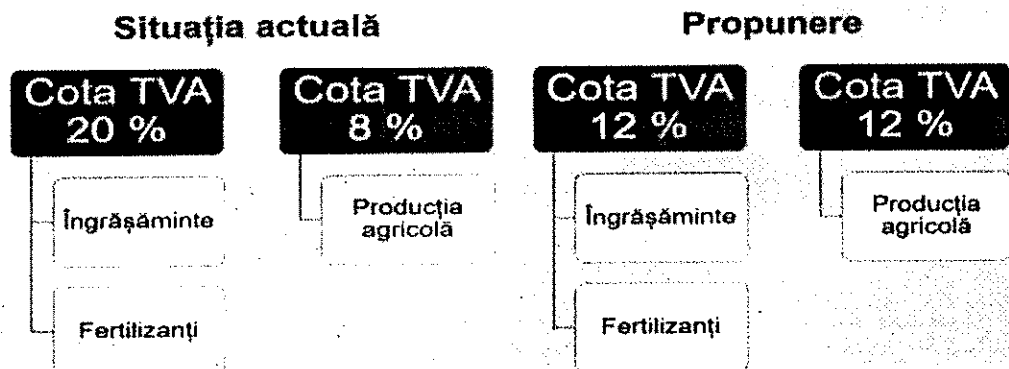 Situația actuală
Propunere
Cota TVA
20 %
Îngrășăminte
Fertilizanți
Cota TVA
8 %
Producția
agricolă
Cota TVA
12 %
Îngrășăminte
Fertilizanți
Cota TVA
12 %
Producția
agricolă